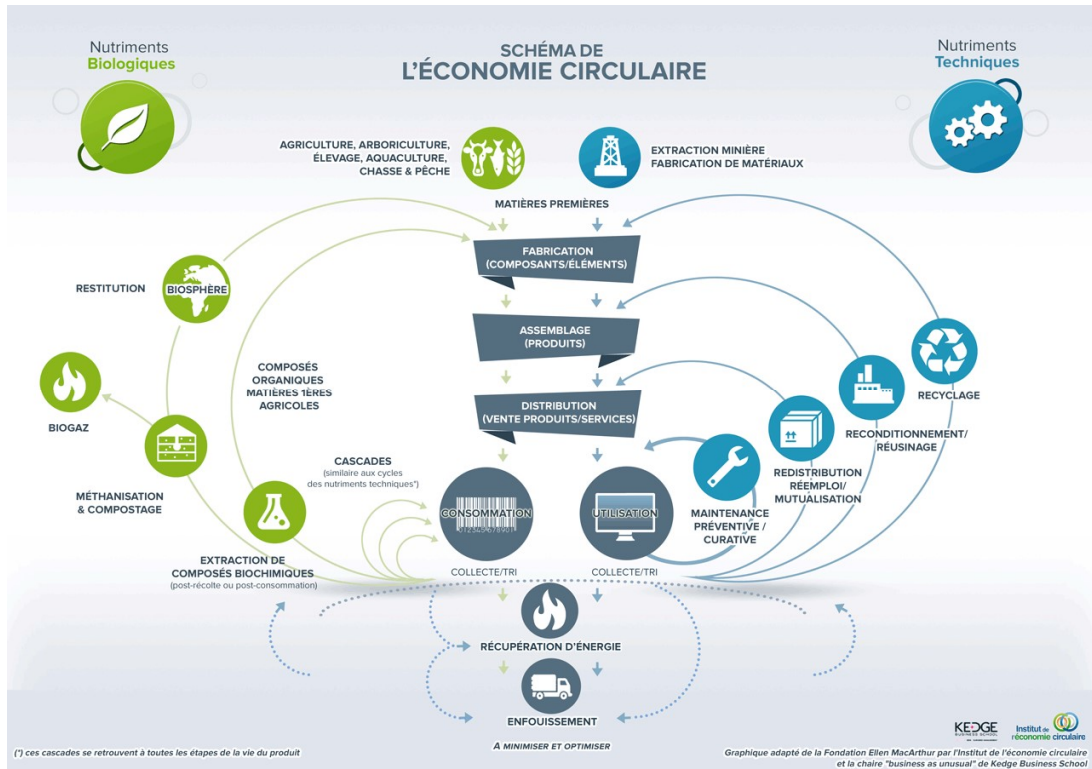 SCHÉMA DE
L'ÉCONOMIE CIRCULAIRE
Nutriments
Biologiques
Nutriments
Techniques
AGRICULTURE, ARBORICULTURE,
ÉLEVAGE, AQUACULTURE,
CHASSE & PÊCHE
EXTRACTION MINIÈRE
FABRICATION DE MATÉRIAUX
MATIÈRES PREMIÈRES
FABRICATION
(COMPOSANTS/ÉLÉMENTS)
RESTITUTION
BIOSPHÈRE
ASSEMBLAGE
(PRODUITS)
COMPOSÉS
ORGANIQUES
MATIÈRES 1ÈRES
AGRICOLES
DISTRIBUTION
(VENTE PRODUITS/SERVICES)
RECYCLAGE
BIOGAZ
RECONDITIONNEMENT/
RÉUSINAGE
CASCADES
(similaire aux cycles
des nutriments techniques*)
REDISTRIBUTION
RÉEMPLOI/
MUTUALISATION
MÉTHANISATION
& COMPOSTAGE
CONSOMMATION
UTILISATION
MAINTENANCE
PRÉVENTIVE /
CURATIVE
EXTRACTION DE
COMPOSÉS BIOCHIMIQUES
(post-récolte ou post-consommation)
COLLECTE/TRI
COLLECTE/TRI
RÉCUPÉRATION D'ÉNERGIE
ENFOUISSEMENT
A MINIMISER ET OPTIMISER
KEDGE
BUSINESS SCHOOL
Institut de
l'économie circulaire
(*) ces cascades se retrouvent à toutes les étapes de la vie du produit
Graphique adapté de la Fondation Ellen MacArthur par l'Institut de l'économie circulaire
et la chaire "business as unusual" de Kedge Business School